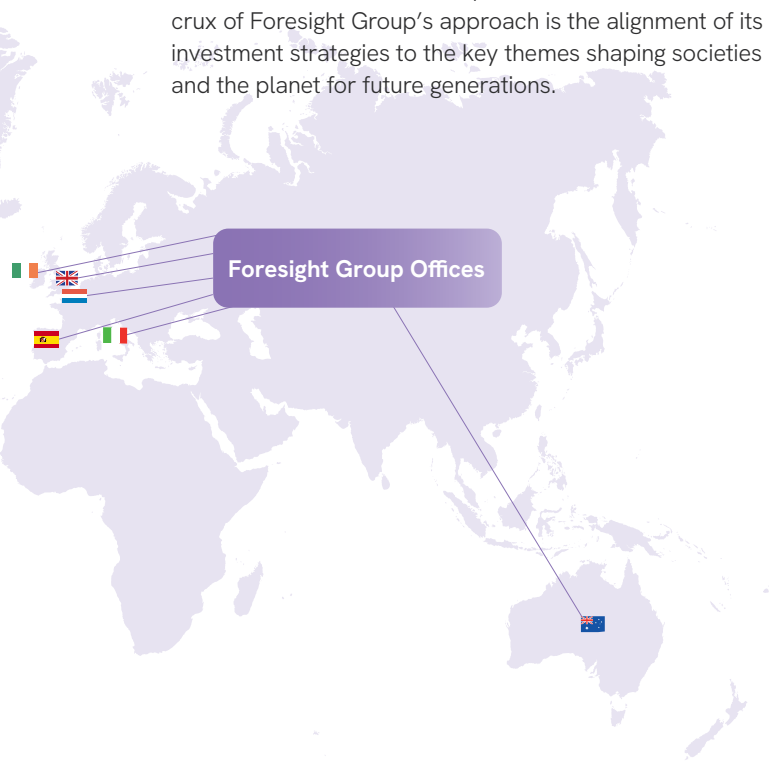 crux of Foresight Group’s approach is the alignment of its
investment strategies to the key themes shaping societies
and the planet for future generations.
Foresight Group Offices